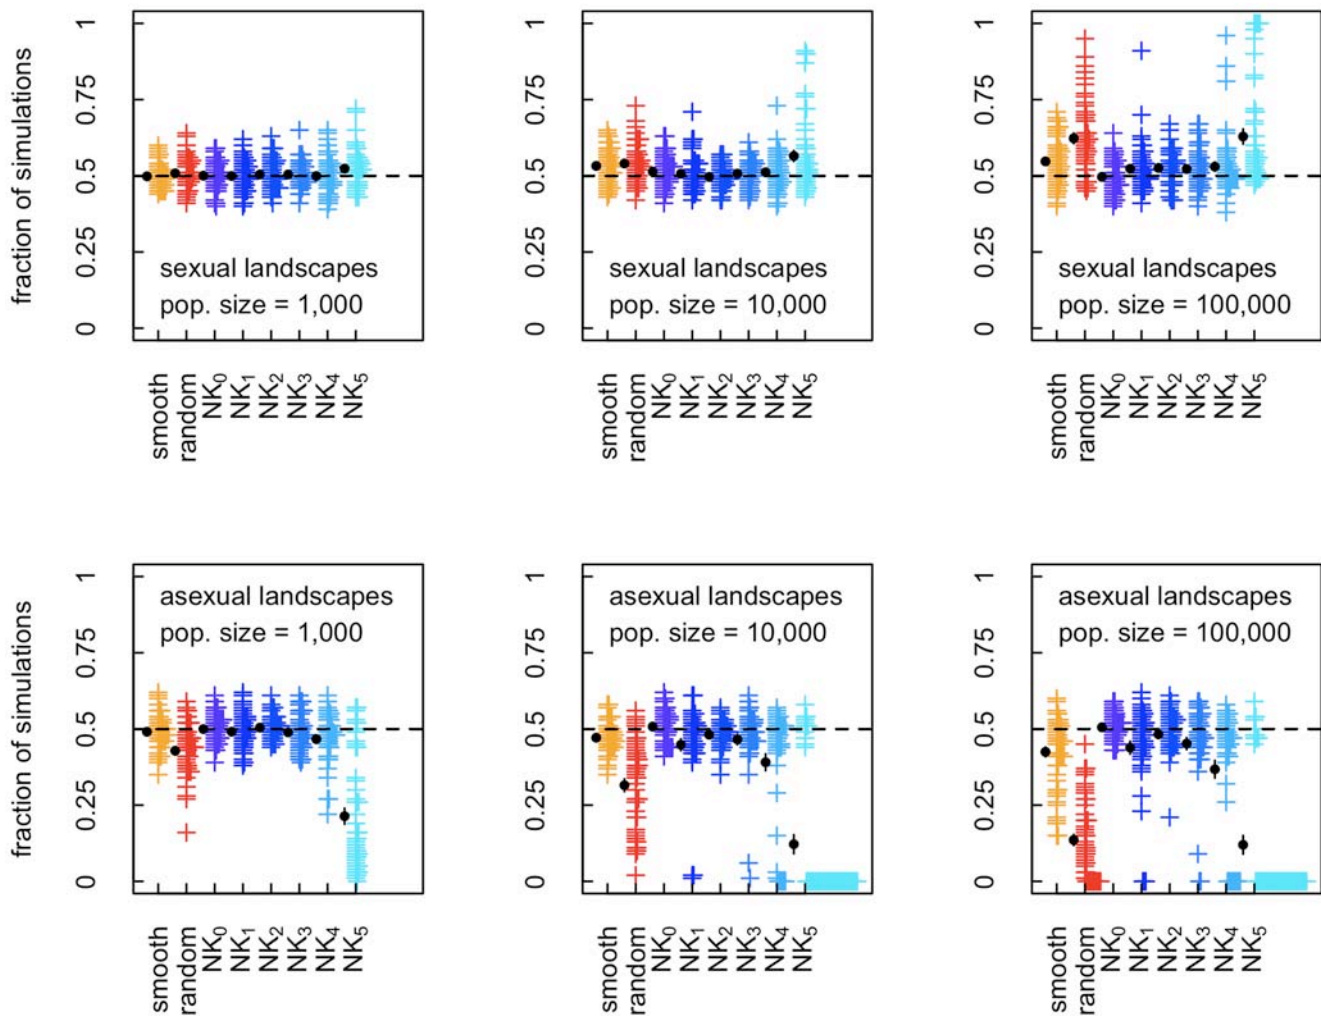 fraction of simulations
1
0.75
0.5
0.25
0
sexual landscapes
pop. size = 1,000
smooth
random
NK0
NK1
NK2
NK3
NK4
NK5
1
0.75
0.5
0.25
0
sexual landscapes
pop. size = 10,000
smooth
random
NK0
NK1
NK2
NK3
NK4
NK5
1
0.75
0.5
0.25
0
sexual landscapes
pop. size = 100,000
smooth
random
NK0
NK1
NK2
NK3
NK4
NK5
fraction of simulations
1
0.75
0.5
0.25
0
asexual landscapes
pop. size = 1,000
smooth
random
NK0
NK1
NK2
NK3
NK4
NK5
1
0.75
0.5
0.25
0
asexual landscapes
pop. size = 10,000
smooth
random
NK0
NK1
NK2
NK3
NK4
NK5
1
0.75
0.5
0.25
0
asexual landscapes
pop. size = 100,000
smooth
random
NK0
NK1
NK2
NK3
NK4
NK5